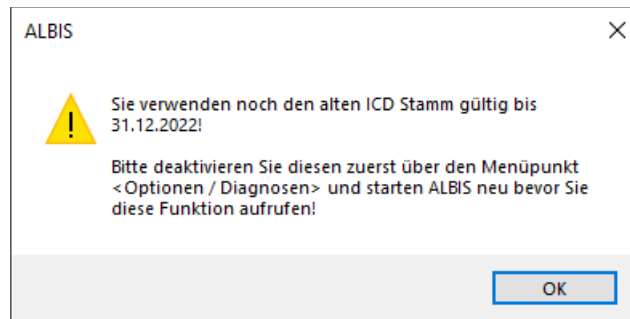 ALBIS
Sie verwenden noch den alten ICD Stamm gültig bis
31.12.2022!
Bitte deaktivieren Sie diesen zuerst über den Menüpunkt
<Optionen / Diagnosen> und starten ALBIS neu bevor Sie
diese Funktion aufrufen!
OK